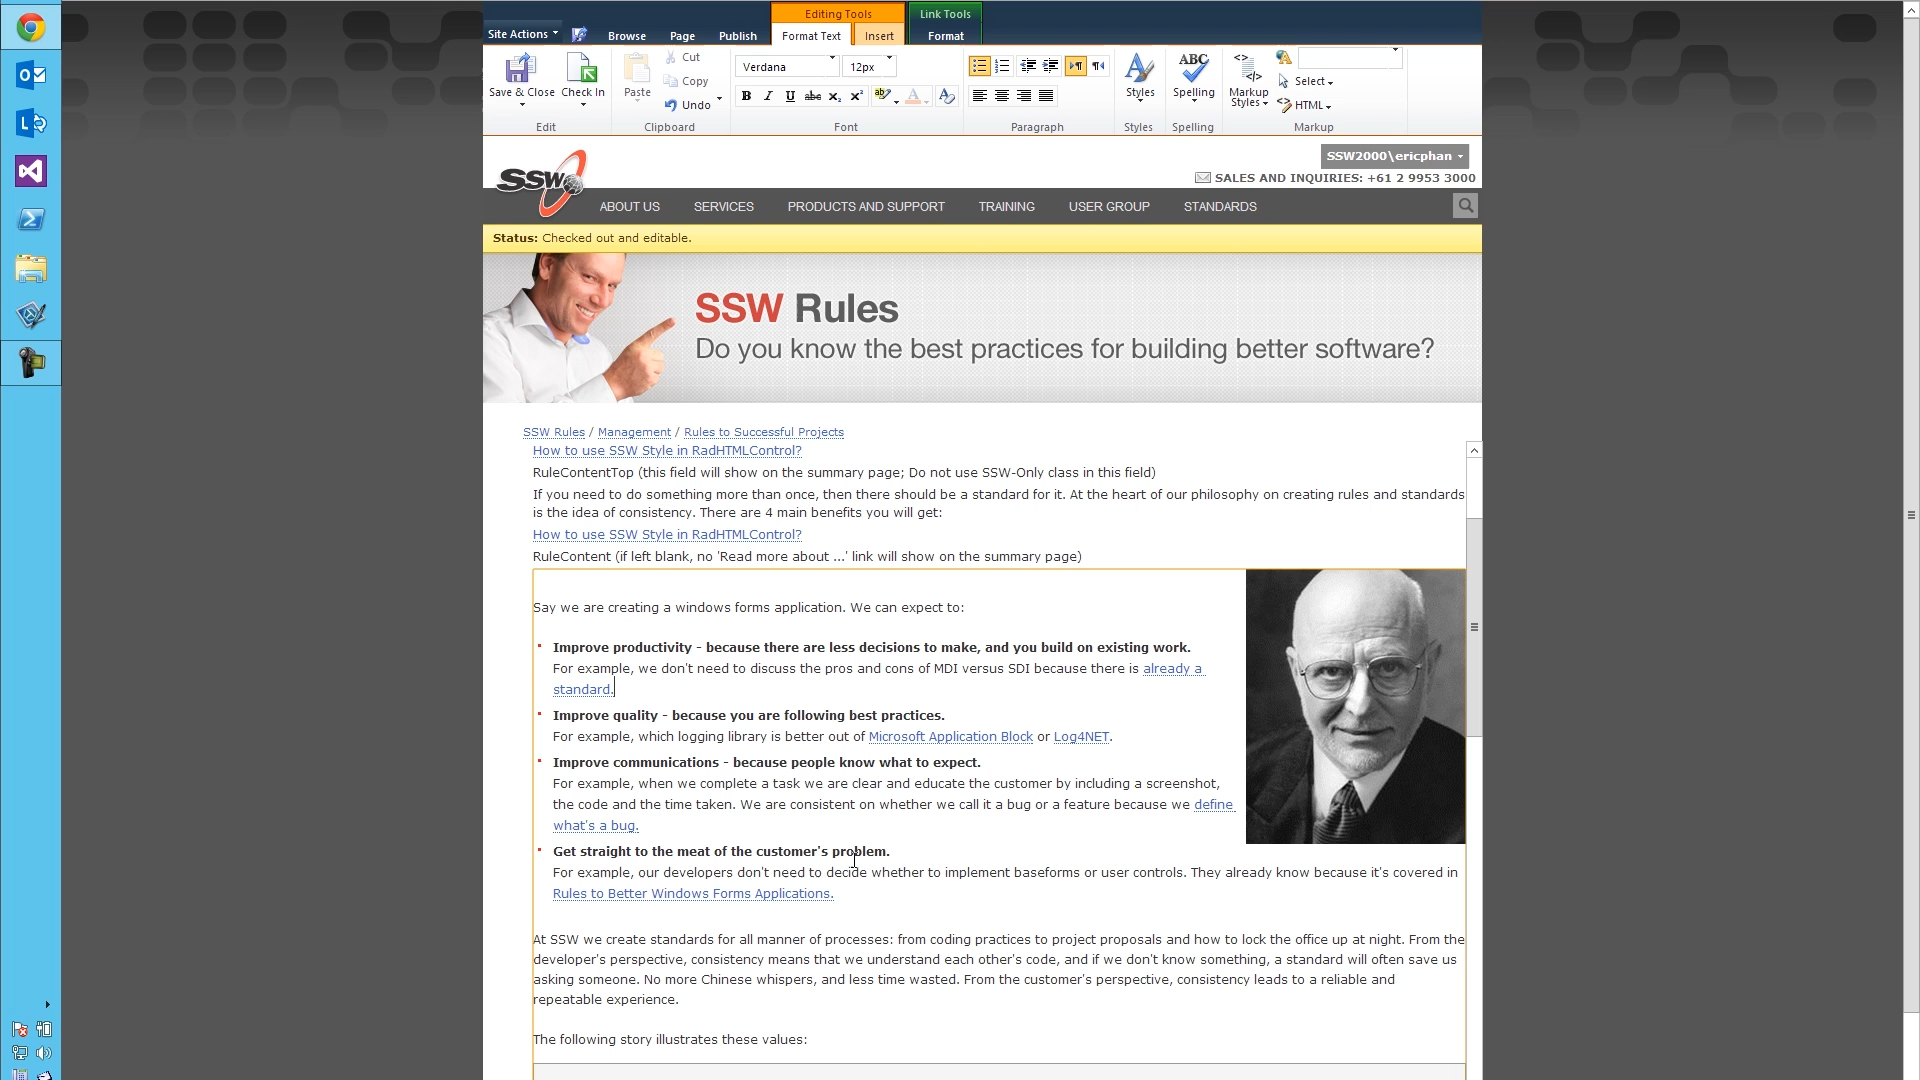 Editing Tools
Link Tools
Site Actions
Browse
Page
Publish
Format Text
Insert
Format
Save & Close
Check In
Paste
Cut
Copy
Undo
Verdana
12px
B I U abc x₂ x²
Styles
Spelling
Markup Styles
Select
HTML
Edit
Clipboard
Font
Paragraph
Styles
Spelling
Markup
SSW2000\ericphan
SALES AND INQUIRIES: +61 2 9953 3000
SSW
ABOUT US
SERVICES
PRODUCTS AND SUPPORT
TRAINING
USER GROUP
STANDARDS
Status: Checked out and editable.
SSW Rules
Do you know the best practices for building better software?
SSW Rules / Management / Rules to Successful Projects
How to use SSW Style in RadHTMLControl?
RuleContentTop (this field will show on the summary page; Do not use SSW-Only class in this field)
If you need to do something more than once, then there should be a standard for it. At the heart of our philosophy on creating rules and standards
is the idea of consistency. There are 4 main benefits you will get:
How to use SSW Style in RadHTMLControl?
RuleContent (if left blank, no 'Read more about ...' link will show on the summary page)
Say we are creating a windows forms application. We can expect to:
Improve productivity - because there are less decisions to make, and you build on existing work.
For example, we don't need to discuss the pros and cons of MDI versus SDI because there is already a
standard.
Improve quality - because you are following best practices.
For example, which logging library is better out of Microsoft Application Block or Log4NET.
Improve communications - because people know what to expect.
For example, when we complete a task we are clear and educate the customer by including a screenshot,
the code and the time taken. We are consistent on whether we call it a bug or a feature because we define
what's a bug.
Get straight to the meat of the customer's problem.
For example, our developers don't need to decide whether to implement baseforms or user controls. They already know because it's covered in
Rules to Better Windows Forms Applications.
At SSW we create standards for all manner of processes: from coding practices to project proposals and how to lock the office up at night. From the
developer's perspective, consistency means that we understand each other's code, and if we don't know something, a standard will often save us
asking someone. No more Chinese whispers, and less time wasted. From the customer's perspective, consistency leads to a reliable and
repeatable experience.
The following story illustrates these values: